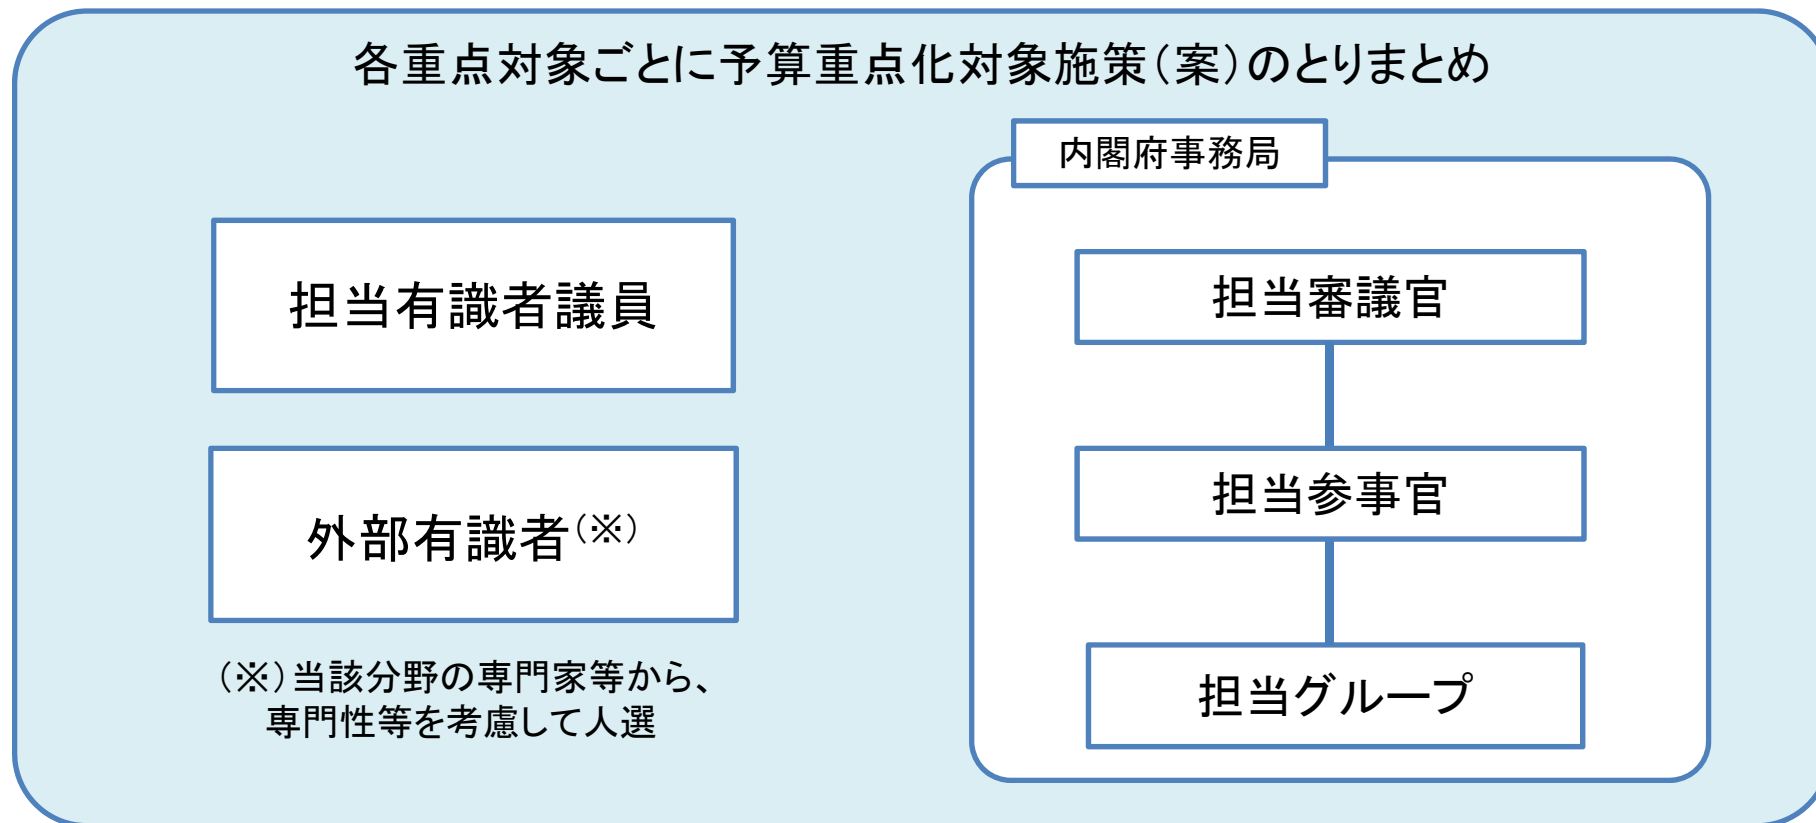 各重点対象ごとに予算重点化対象施策（案）のとりまとめ
担当有識者議員
外部有識者（※）
（※）当該分野の専門家等から、
専門性等を考慮して人選
内閣府事務局
担当審議官
担当参事官
担当グループ